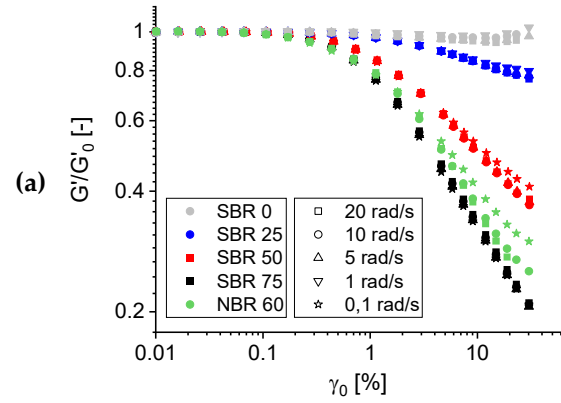 (a)
G'/G'0 [-]
1
0.8
0.6
0.4
0.2
SBR 0
SBR 25
SBR 50
SBR 75
NBR 60
20 rad/s
10 rad/s
5 rad/s
1 rad/s
0,1 rad/s
0.01
0.1
1
10
γ0 [%]